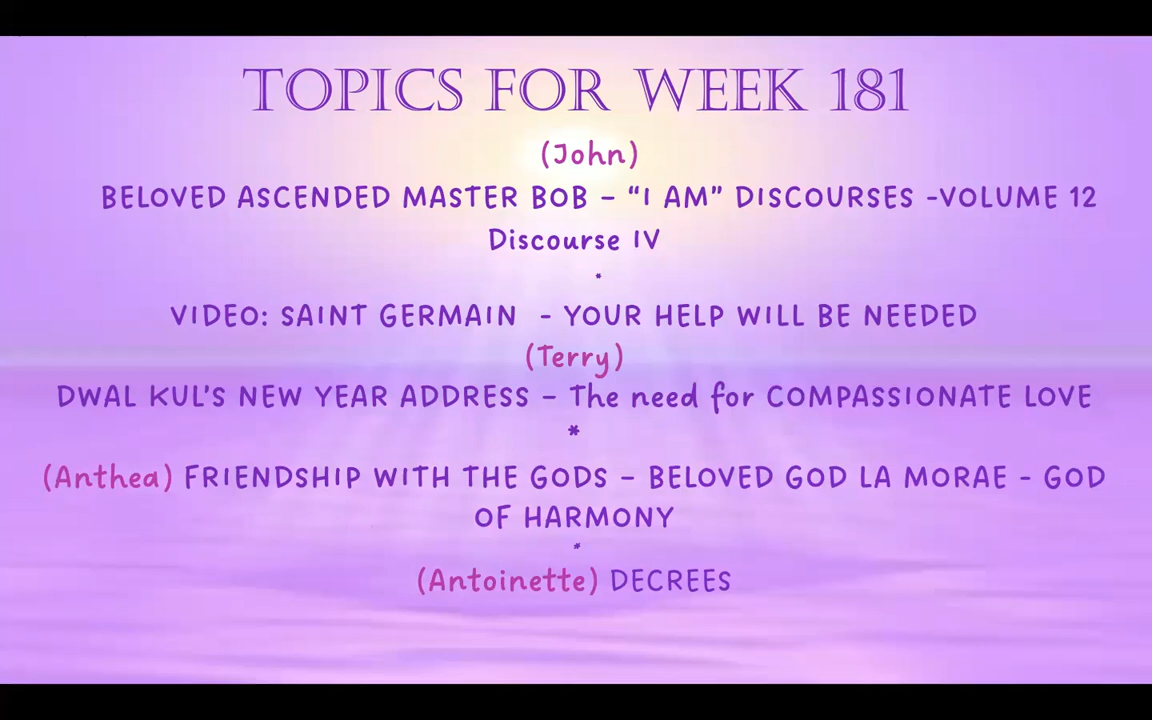 TOPICS FOR WEEK 181
(John)
BELOVED ASCENDED MASTER BOB – “I AM” DISCOURSES -VOLUME 12
Discourse IV
*
VIDEO: SAINT GERMAIN - YOUR HELP WILL BE NEEDED
(Terry)
DWAL KUL'S NEW YEAR ADDRESS – The need for COMPASSIONATE LOVE
*
(Anthea) FRIENDSHIP WITH THE GODS – BELOVED GOD LA MORAE - GOD
OF HARMONY
*
(Antoinette) DECREES